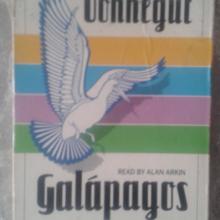 Vonnegut
READ BY ALAN ARKIN
Galápagos